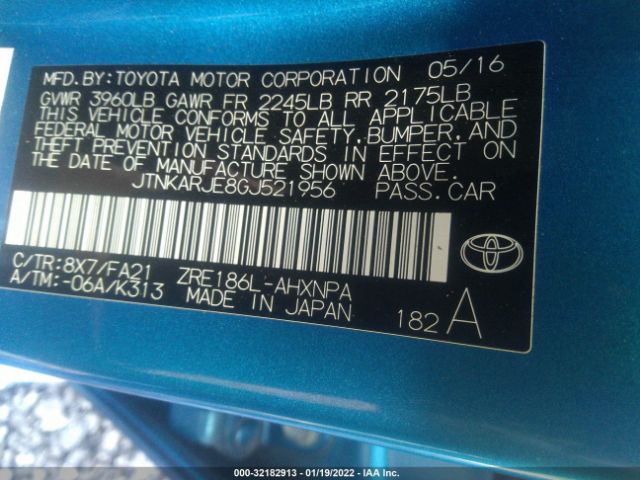 MFD. BY: TOYOTA MOTOR CORPORATION 05/16
GVWR 3960LB GAWR FR 2245LB RR 2175LB
THIS VEHICLE CONFORMS TO ALL APPLICABLE
FEDERAL MOTOR VEHICLE SAFETY, BUMPER, AND
THEFT PREVENTION STANDARDS IN EFFECT ON
THE DATE OF MANUFACTURE SHOWN ABOVE.
JTNKARJE8GJ521956 PASS. CAR
C/TR: 8X7/FA21 ZRE186L-AHXNPA
A/TM: -06A/K313 MADE IN JAPAN
TOYOTA
182 A
000-32182913 - 01/19/2022 - IAA Inc.